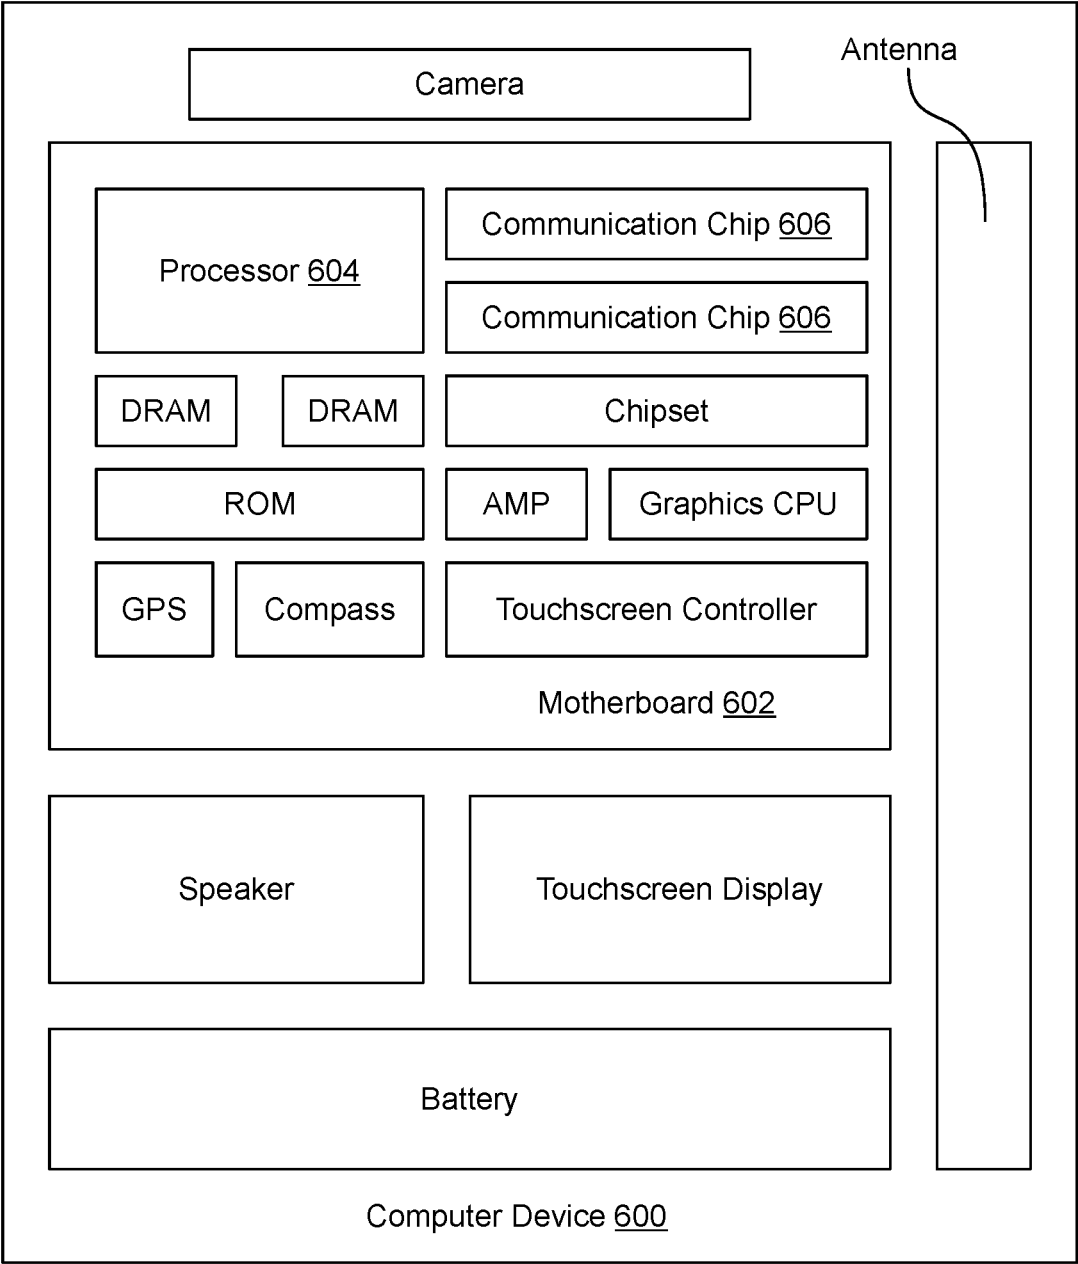 Antenna
Camera
Processor 604
Communication Chip 606
Communication Chip 606
DRAM
DRAM
Chipset
ROM
AMP
Graphics CPU
GPS
Compass
Touchscreen Controller
Motherboard 602
Speaker
Touchscreen Display
Battery
Computer Device 600